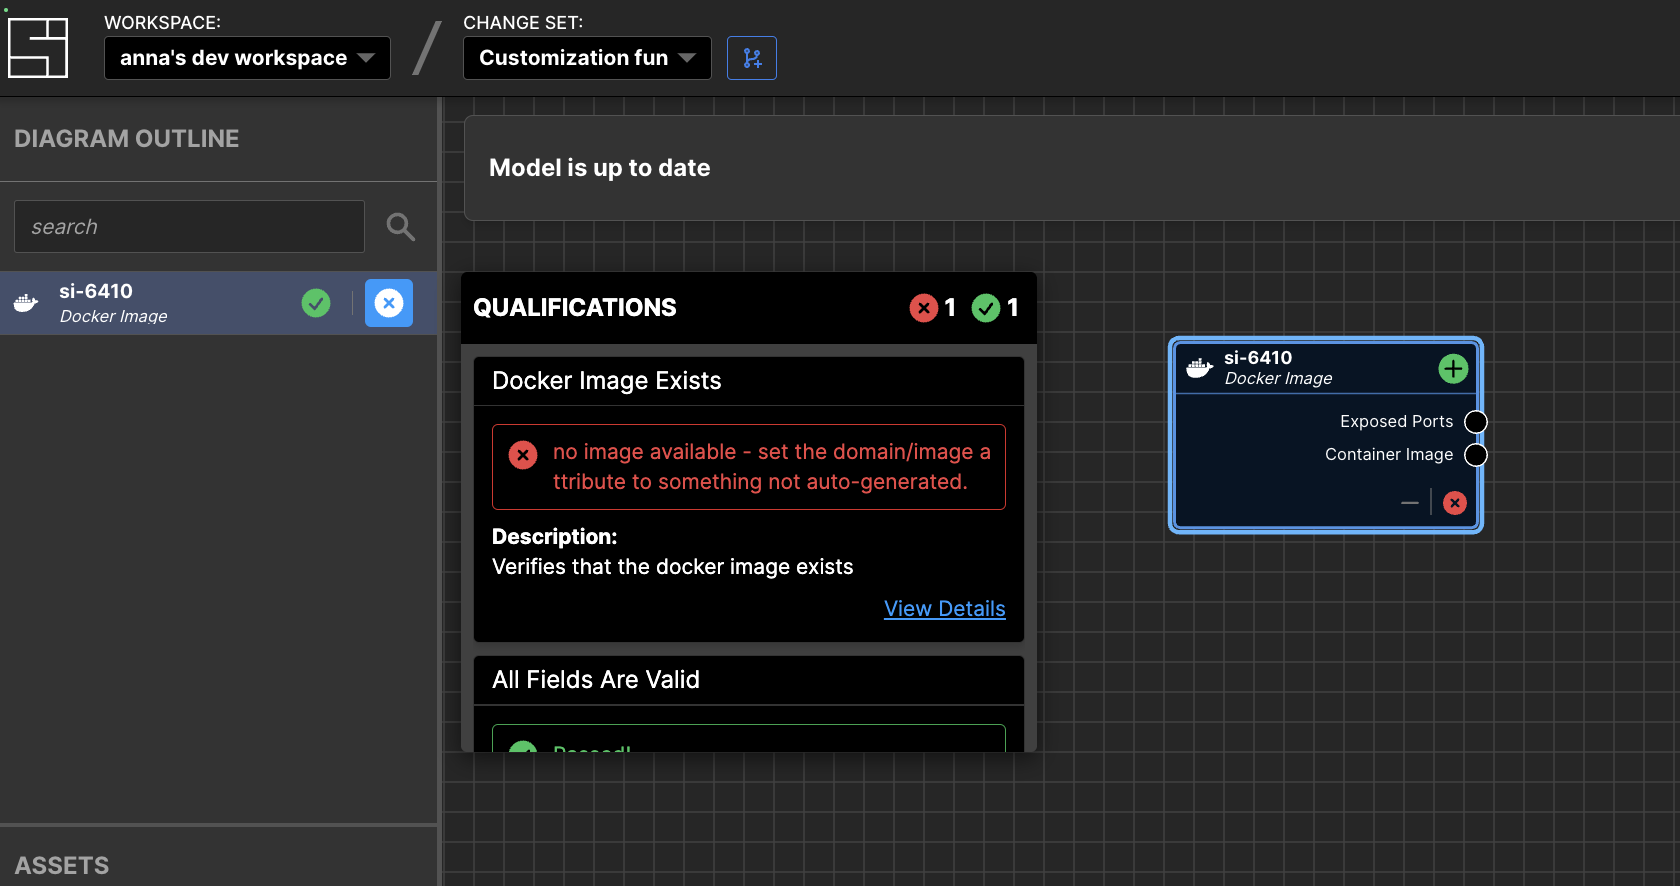 WORKSPACE:
anna's dev workspace
CHANGE SET:
Customization fun
DIAGRAM OUTLINE
search
si-6410
Docker Image
Model is up to date
QUALIFICATIONS
1
1
Docker Image Exists
no image available - set the domain/image a
ttribute to something not auto-generated.
Description:
Verifies that the docker image exists
View Details
All Fields Are Valid
Passed!
si-6410
Docker Image
Exposed Ports
Container Image
ASSETS